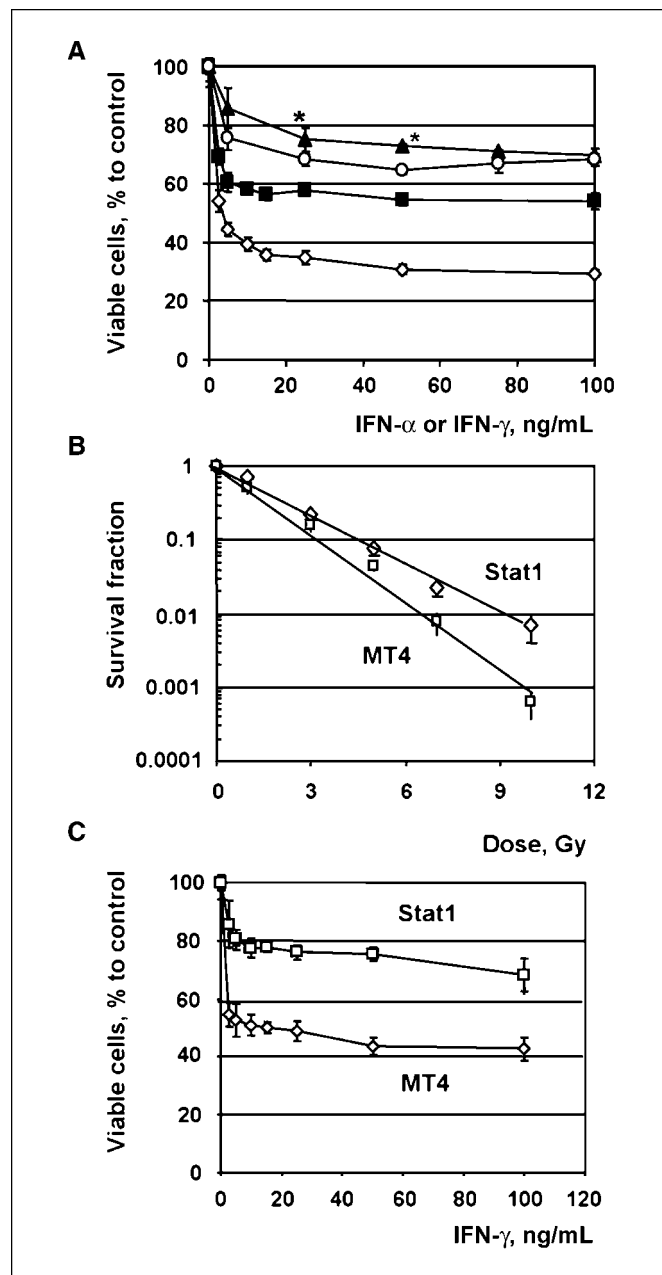 A
Viable cells, % to control
100
80
60
40
20
0
*
*
0 20 40 60 80 100
IFN-α or IFN-γ, ng/mL
B
Survival fraction
1
0.1
0.01
0.001
0.0001
Stat1
MT4
0 3 6 9 12
Dose, Gy
C
Viable cells, % to control
100
80
60
40
20
0
Stat1
MT4
0 20 40 60 80 100 120
IFN-γ, ng/mL